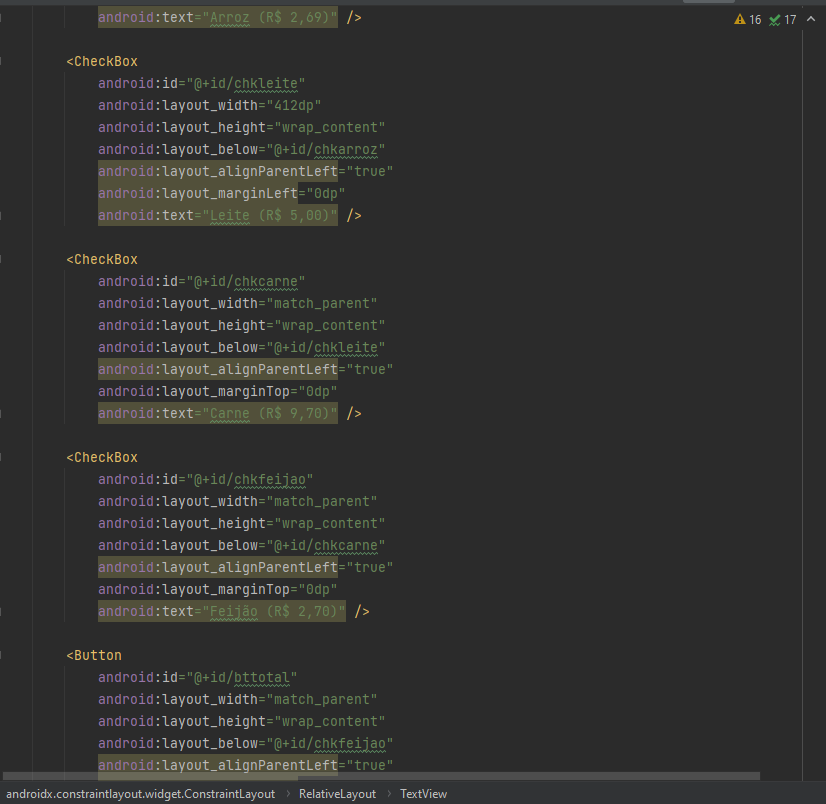 android:text="Arroz (R$ 2,69)" />
16 17
<CheckBox
android:id="@+id/chkleite"
android:layout_width="412dp"
android:layout_height="wrap_content"
android:layout_below="@+id/chkarroz"
android:layout_alignParentLeft="true"
android:layout_marginLeft="0dp"
android:text="Leite (R$ 5,00)" />
<CheckBox
android:id="@+id/chkcarne"
android:layout_width="match_parent"
android:layout_height="wrap_content"
android:layout_below="@+id/chkleite"
android:layout_alignParentLeft="true"
android:layout_marginTop="0dp"
android:text="Carne (R$ 9,70)" />
<CheckBox
android:id="@+id/chkfeijao"
android:layout_width="match_parent"
android:layout_height="wrap_content"
android:layout_below="@+id/chkcarne"
android:layout_alignParentLeft="true"
android:layout_marginTop="0dp"
android:text="Feijão (R$ 2,70)" />
<Button
android:id="@+id/bttotal"
android:layout_width="match_parent"
android:layout_height="wrap_content"
android:layout_below="@+id/chkfeijao"
android:layout_alignParentLeft="true"
androidx.constraintlayout.widget.ConstraintLayout > RelativeLayout > TextView